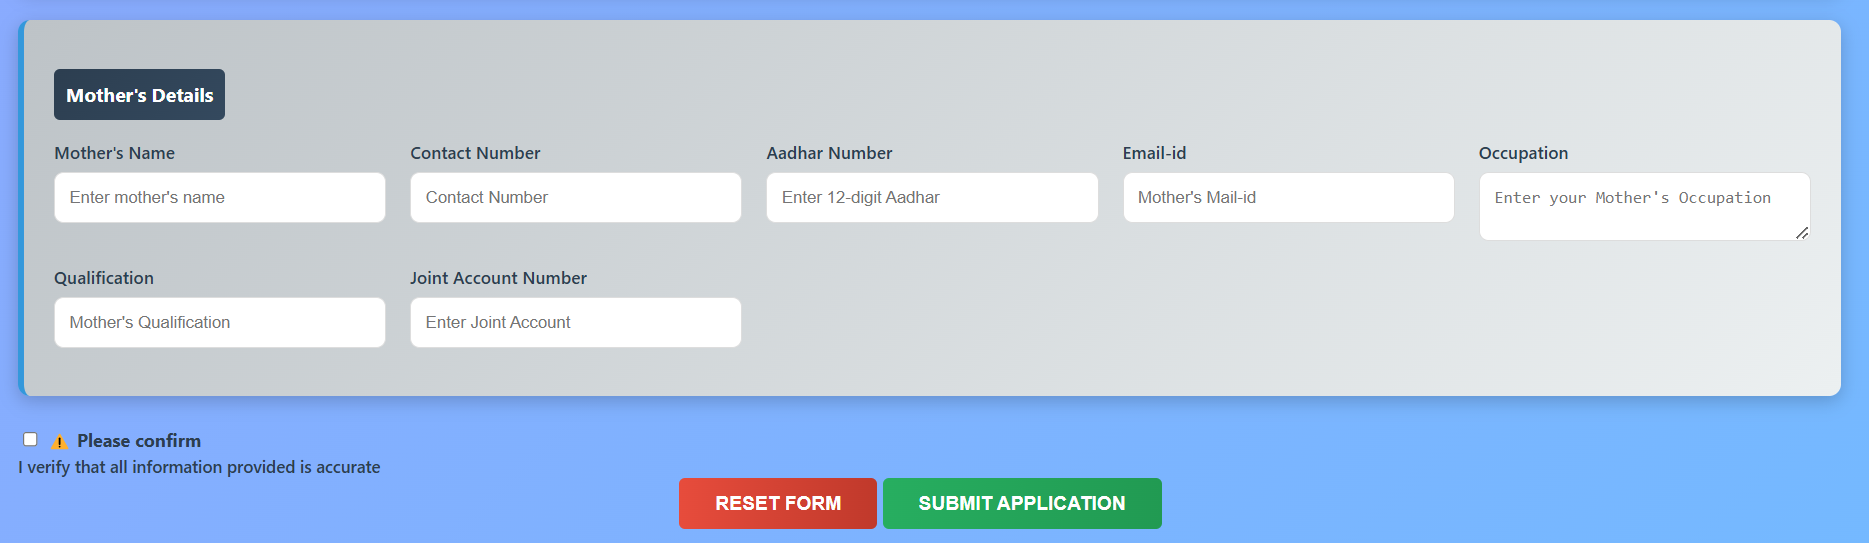 Mother's Details
Mother's Name Contact Number Aadhar Number Email-id Occupation
Enter mother's name Contact Number Enter 12-digit Aadhar Mother's Mail-id Enter your Mother's Occupation
Qualification Joint Account Number
Mother's Qualification Enter Joint Account
⚠️ Please confirm
I verify that all information provided is accurate
RESET FORM SUBMIT APPLICATION